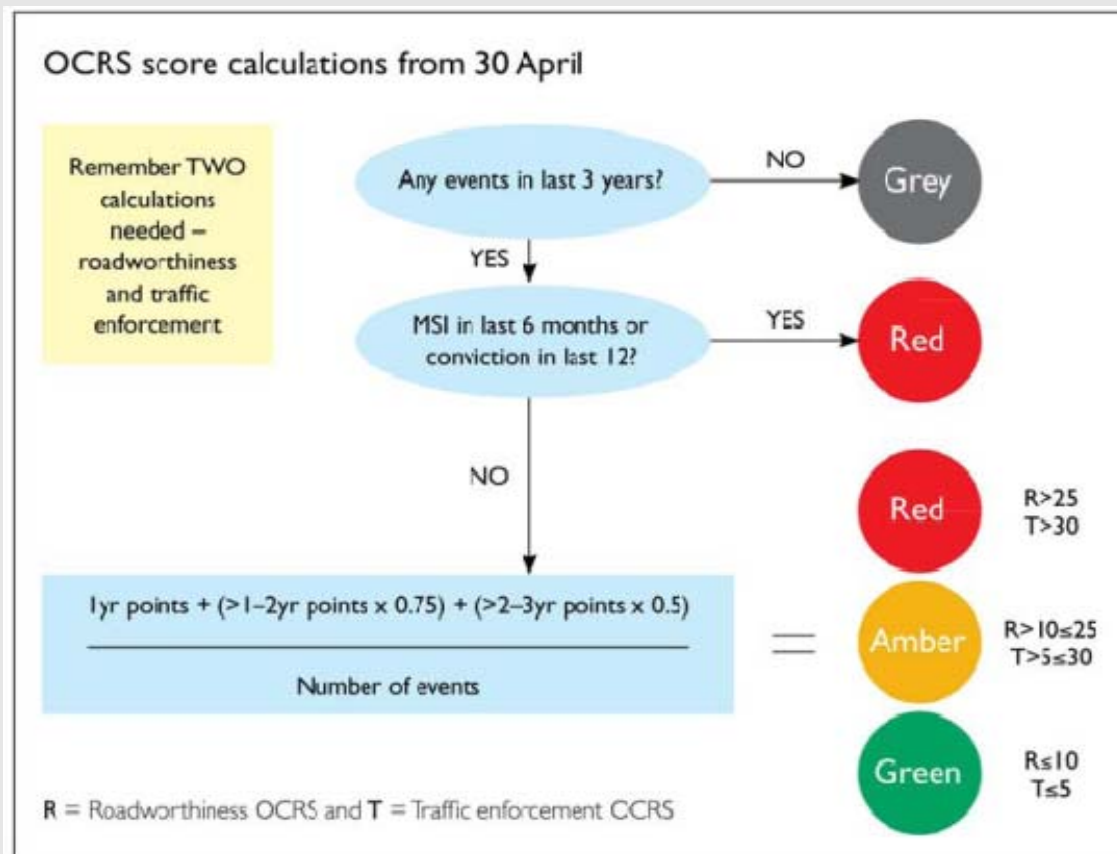 OCRS score calculations from 30 April
Remember TWO
calculations
needed =
roadworthiness
and traffic
enforcement
Any events in last 3 years?
NO
Grey
YES
MSI in last 6 months or
conviction in last 12?
YES
Red
NO
Red
R>25
T>30
1yr points + (>1–2yr points x 0.75) + (>2–3yr points x 0.5)
Number of events
=
Amber
R>10≤25
T>5≤30
Green
R≤10
T≤5
R = Roadworthiness OCRS and T = Traffic enforcement OCRS